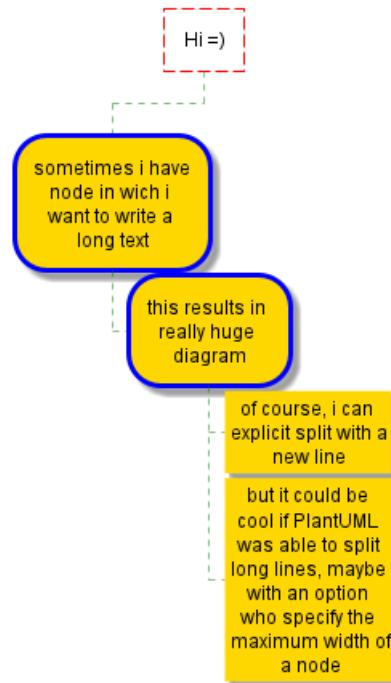 Hi =)
sometimes i have
node in wich i
want to write a
long text
this results in
really huge
diagram
of course, i can
explicit split with a
new line
but it could be
cool if PlantUML
was able to split
long lines, maybe
with an option
who specify the
maximum width of
a node